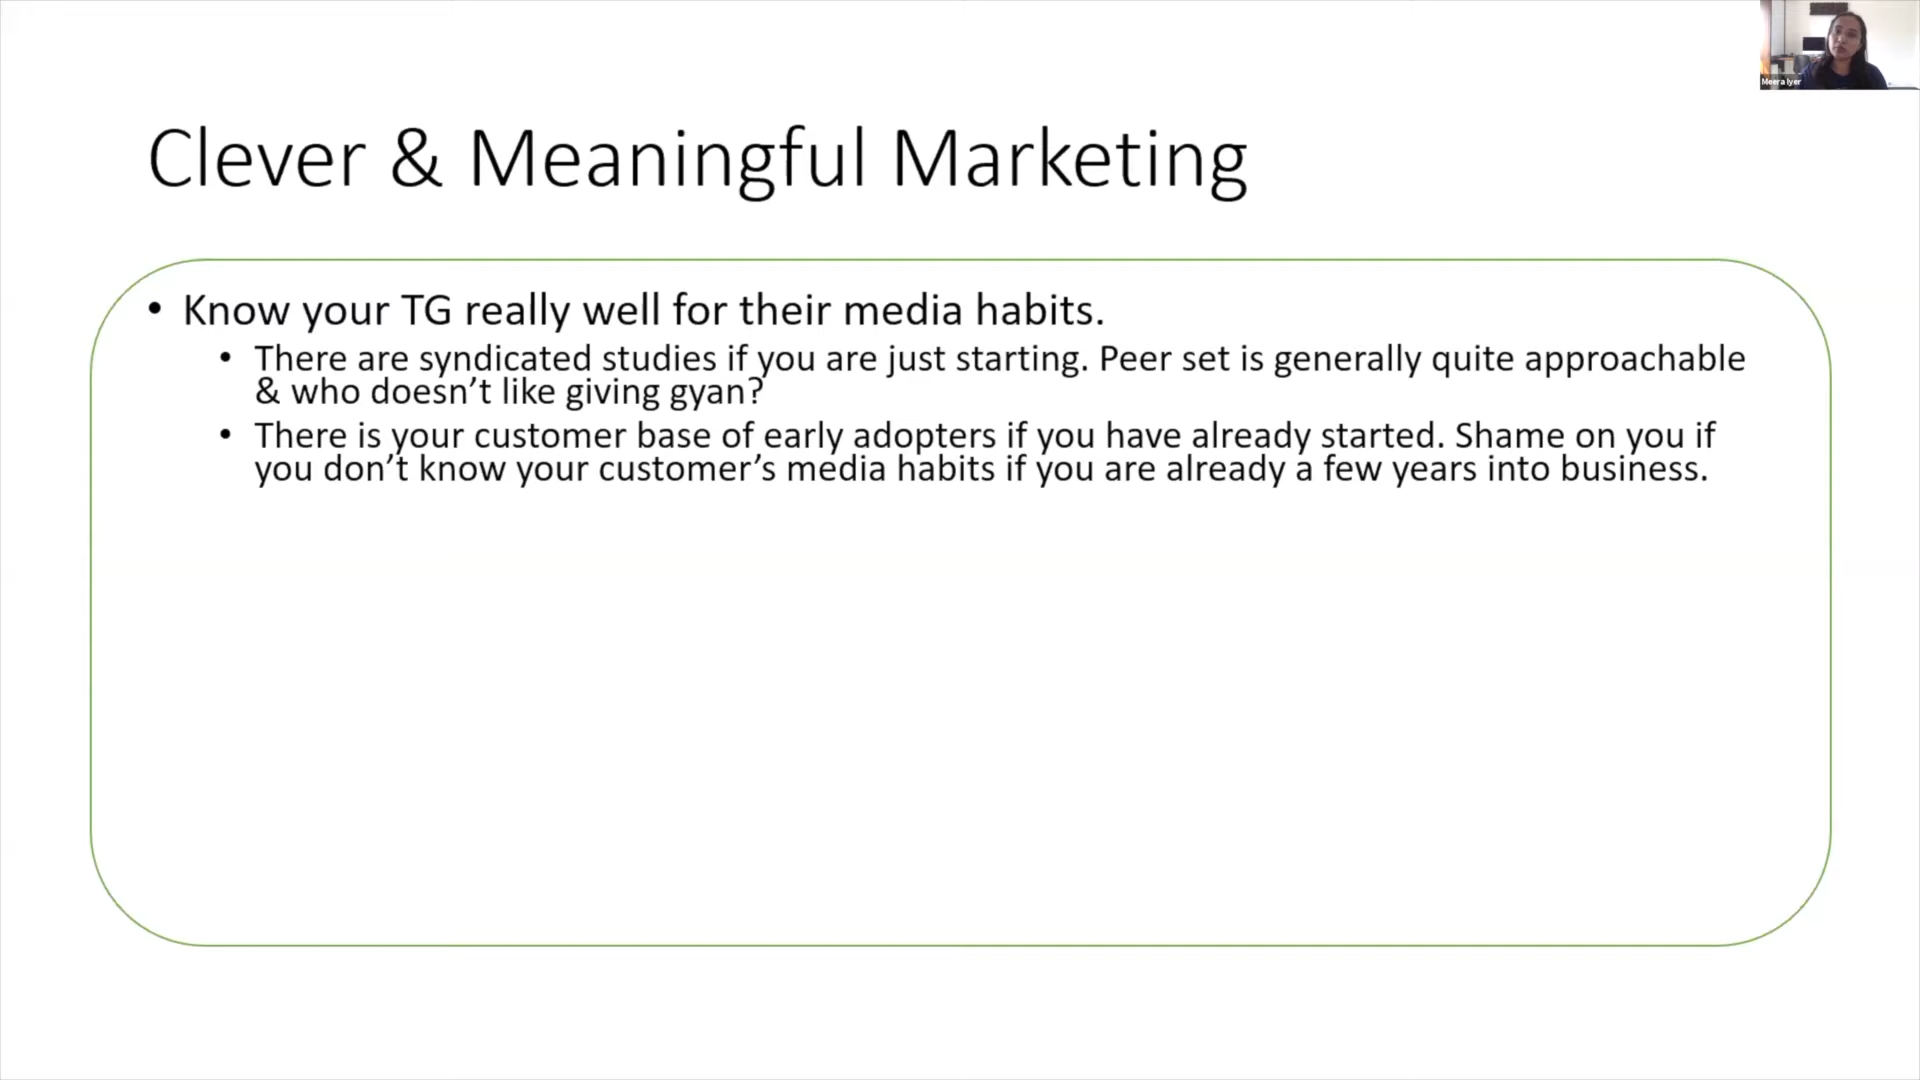 Meera Iyer
Clever & Meaningful Marketing
• Know your TG really well for their media habits.
• There are syndicated studies if you are just starting. Peer set is generally quite approachable
& who doesn’t like giving gyan?
• There is your customer base of early adopters if you have already started. Shame on you if
you don’t know your customer’s media habits if you are already a few years into business.